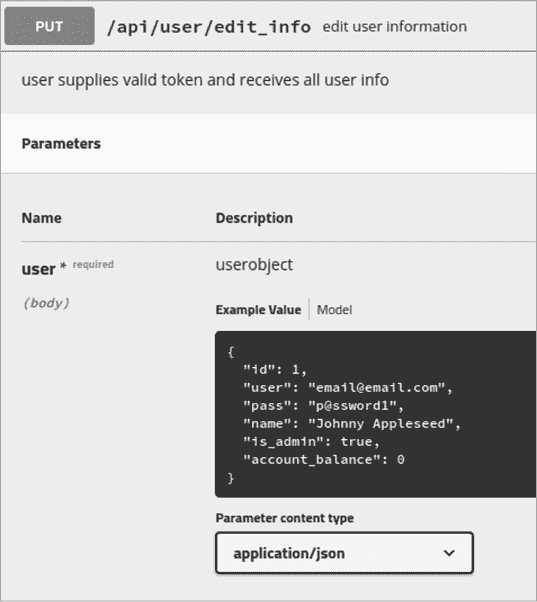 PUT /api/user/edit_info edit user information
user supplies valid token and receives all user info
Parameters
Name Description
user * required userobject
(body)
Example Value Model
{
"id": 1,
"user": "email@email.com",
"pass": "p@ssword1",
"name": "Johnny Appleseed",
"is_admin": true,
"account_balance": 0
}
Parameter content type
application/json